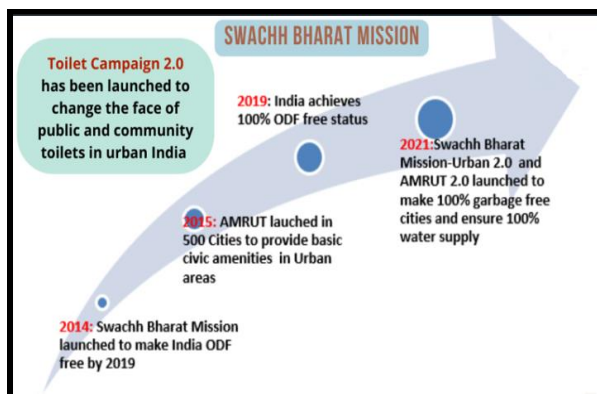 SWACHH BHARAT MISSION
Toilet Campaign 2.0
has been launched to
change the face of
public and community
toilets in urban India
2019: India achieves
100% ODF free status
2021:Swachh Bharat
Mission-Urban 2.0 and
AMRUT 2.0 launched to
make 100% garbage free
cities and ensure 100%
water supply
2015: AMRUT lauched in
500 Cities to provide basic
civic amenities in Urban
areas
2014: Swachh Bharat Mission
launched to make India ODF
free by 2019